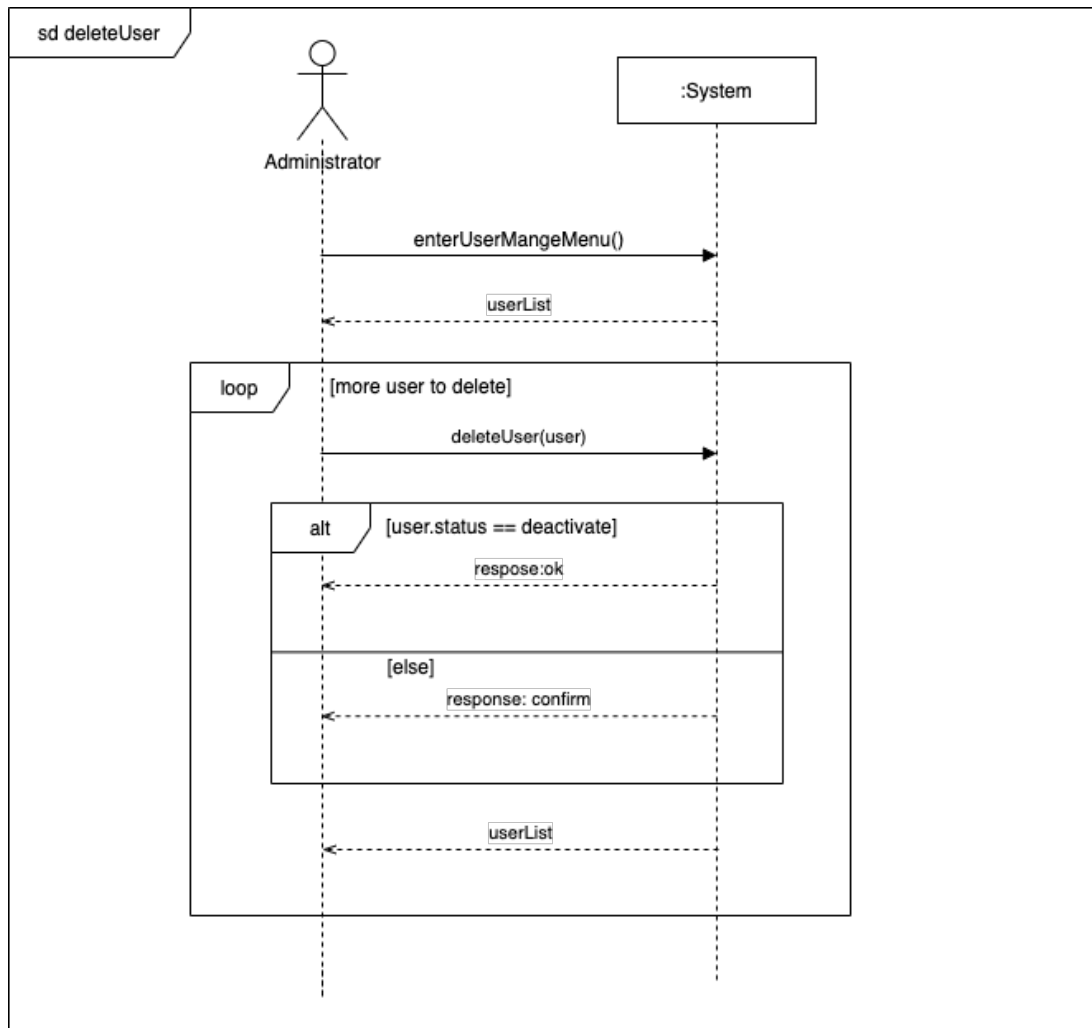 sd deleteUser
:System
Administrator
enterUserMangeMenu()
userList
loop
[more user to delete]
deleteUser(user)
alt
[user.status == deactivate]
respose:ok
[else]
response: confirm
userList